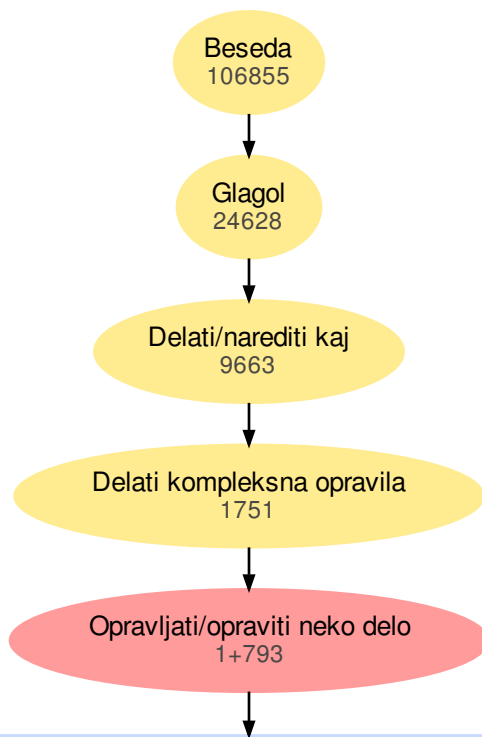 Beseda
106855
Glagol
24628
Delati/narediti kaj
9663
Delati kompleksna opravila
1751
Opravljati/opraviti neko delo
1+793